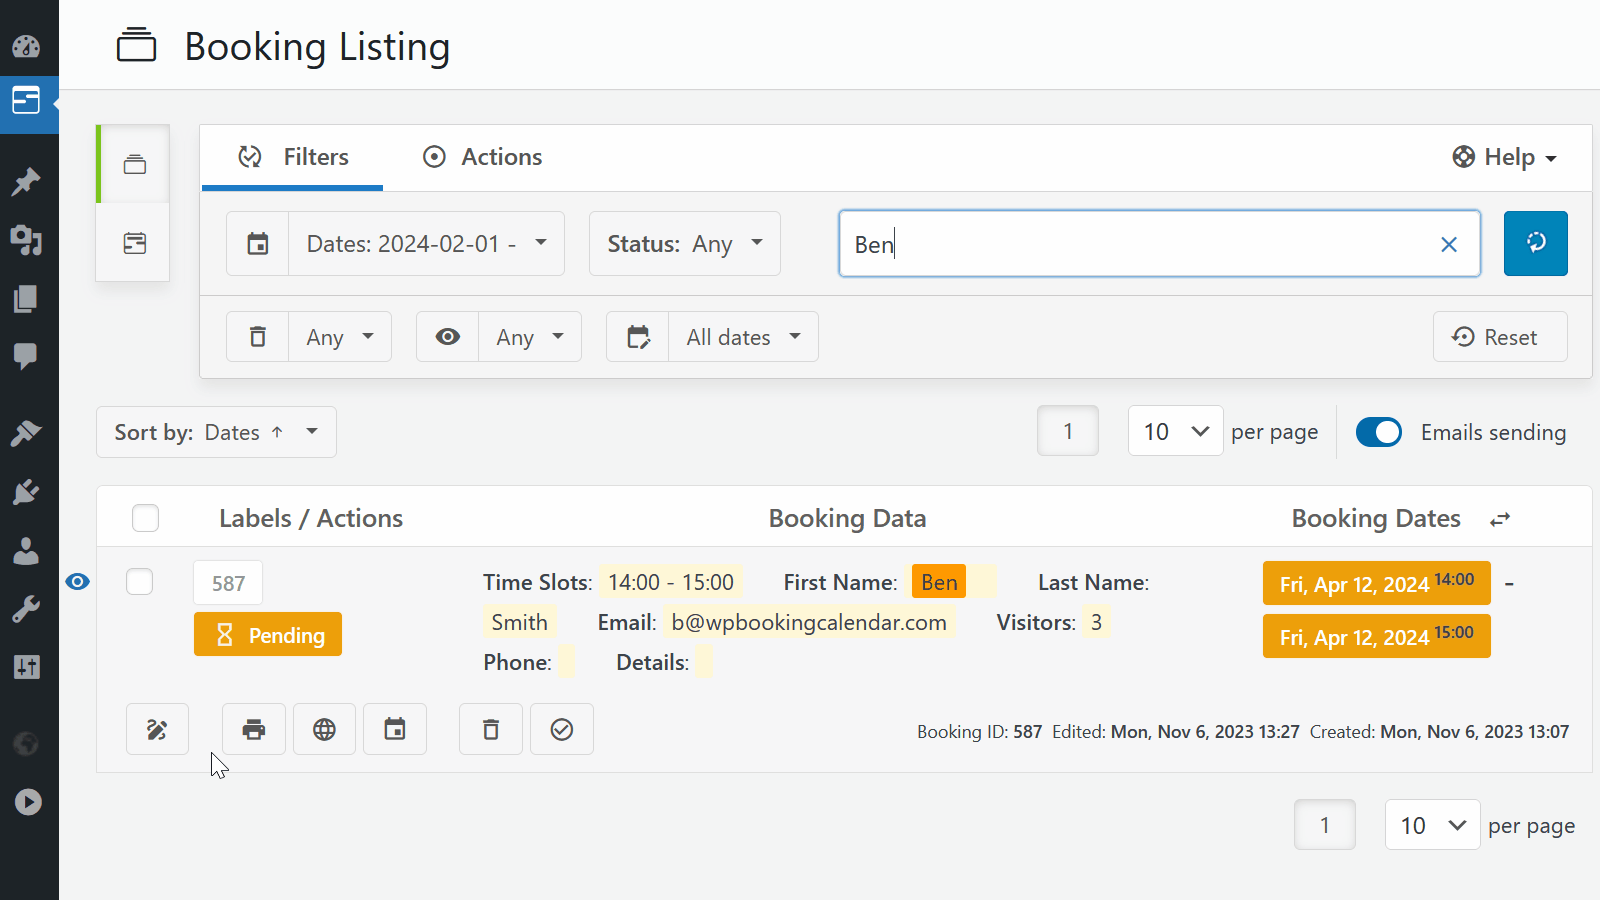 Booking Listing
Filters Actions Help
Dates: 2024-02-01 - Status: Any Ben
Any Any All dates Reset
Sort by: Dates ↑ 1 10 per page Emails sending
Labels / Actions Booking Data Booking Dates
587 Time Slots: 14:00 - 15:00 First Name: Ben Last Name: Fri, Apr 12, 2024 14:00 -
Pending Smith Email: b@wpbookingcalendar.com Visitors: 3 Fri, Apr 12, 2024 15:00
Phone: Details:
Booking ID: 587 Edited: Mon, Nov 6, 2023 13:27 Created: Mon, Nov 6, 2023 13:07
1 10 per page